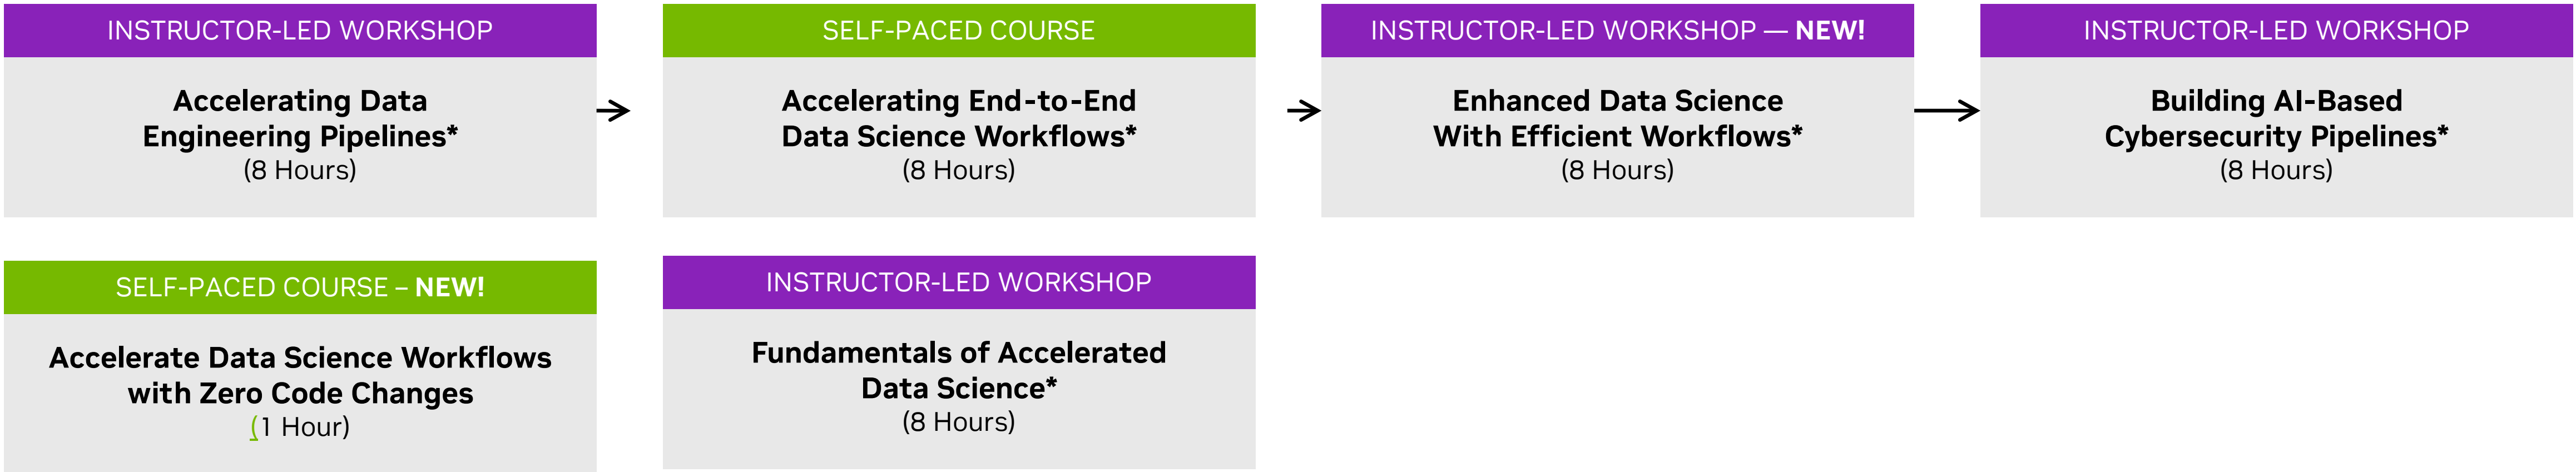 INSTRUCTOR-LED WORKSHOP
Accelerating Data
Engineering Pipelines*
(8 Hours)
SELF-PACED COURSE
Accelerating End-to-End
Data Science Workflows*
(8 Hours)
INSTRUCTOR-LED WORKSHOP — NEW!
Enhanced Data Science
With Efficient Workflows*
(8 Hours)
INSTRUCTOR-LED WORKSHOP
Building AI-Based
Cybersecurity Pipelines*
(8 Hours)
SELF-PACED COURSE – NEW!
Accelerate Data Science Workflows
with Zero Code Changes
(1 Hour)
INSTRUCTOR-LED WORKSHOP
Fundamentals of Accelerated
Data Science*
(8 Hours)